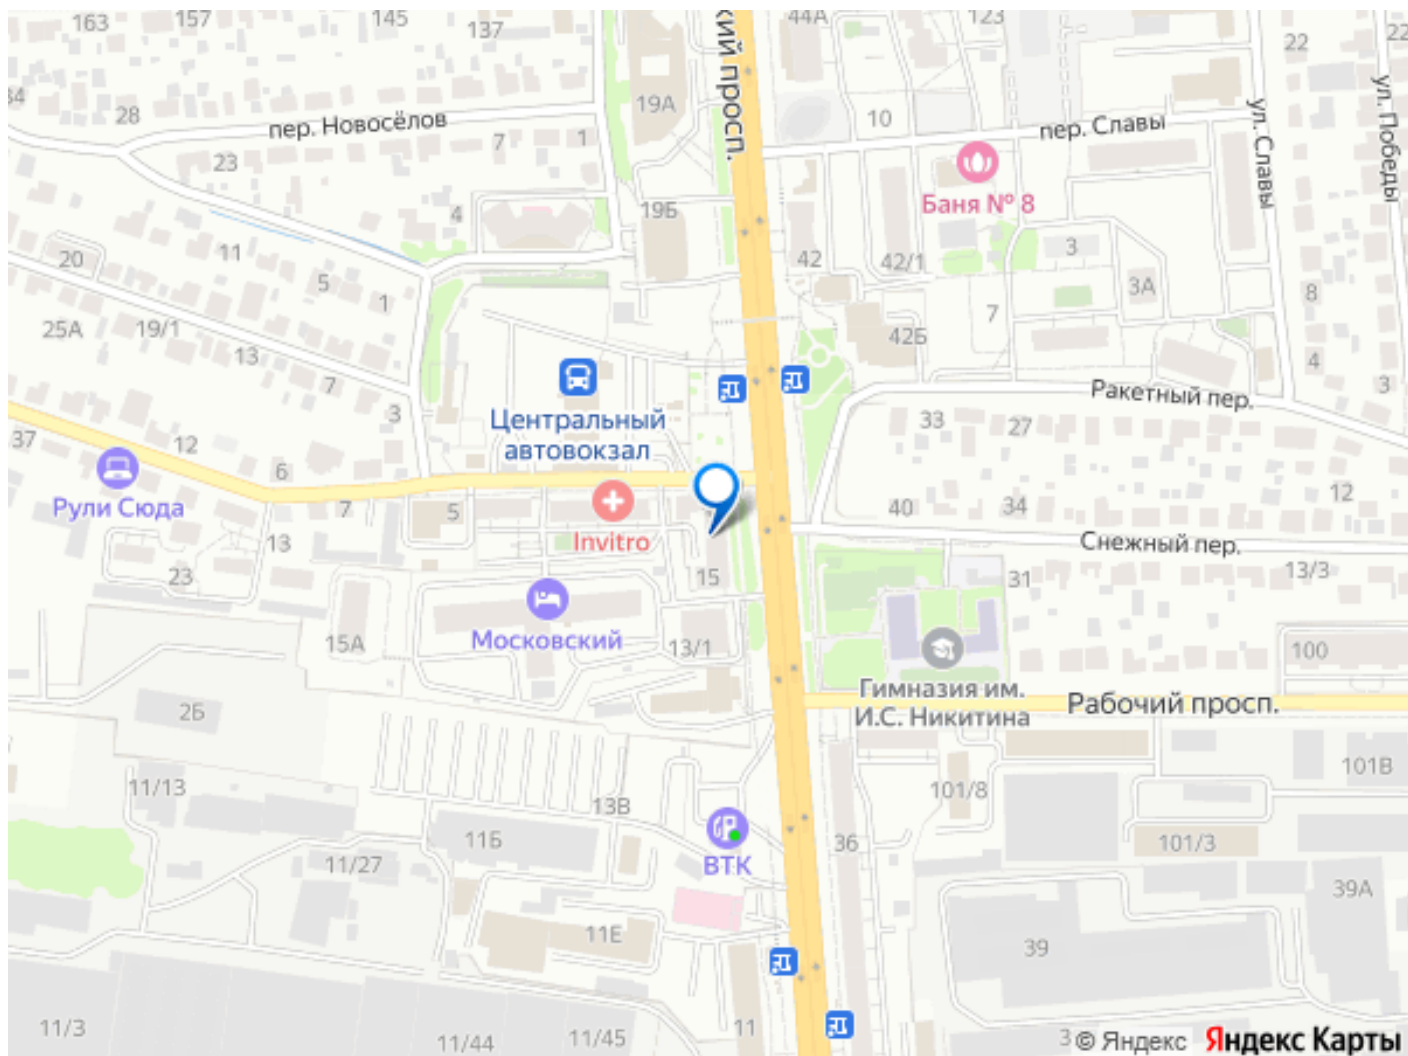 163
145
137
44А
123
22
22
34
28
пер. Новосёлов
7
1
19А
кий просп.
10
пер. Славы
ул. Славы
ул. Победы
23
4
19Б
Баня № 8
11
20
5
1
42
42/1
3
3А
8
25А
19/1
13
7
3
7
42Б
4
3
Центральный
автовокзал
Ракетный пер.
33
27
37
12
6
Рули Сюда
7
5
13
23
Invitro
40
34
12
Снежный пер.
31
13/3
15
Московский
15А
13/1
100
Гимназия им.
И.С. Никитина
Рабочий просп.
2Б
11/13
13В
101/8
101В
11Б
11/27
ВТК
36
101/3
39А
11Е
39
11/3
11/44
11/45
11
3
© Яндекс
Яндекс Карты